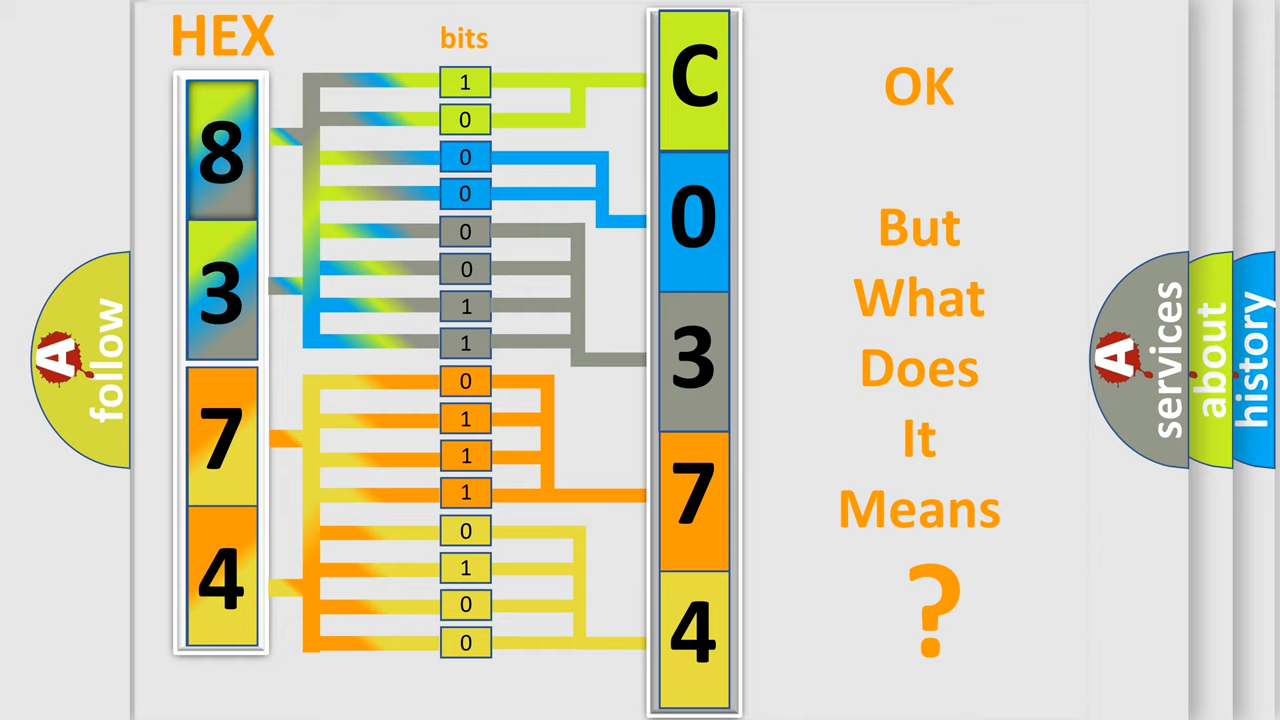 HEX
bits
8
3
7
4
1
0
0
0
0
0
1
1
0
1
1
1
0
1
0
0
C
0
3
7
4
OK
But
What
Does
It
Means
?
A
follow
A
services
about
history